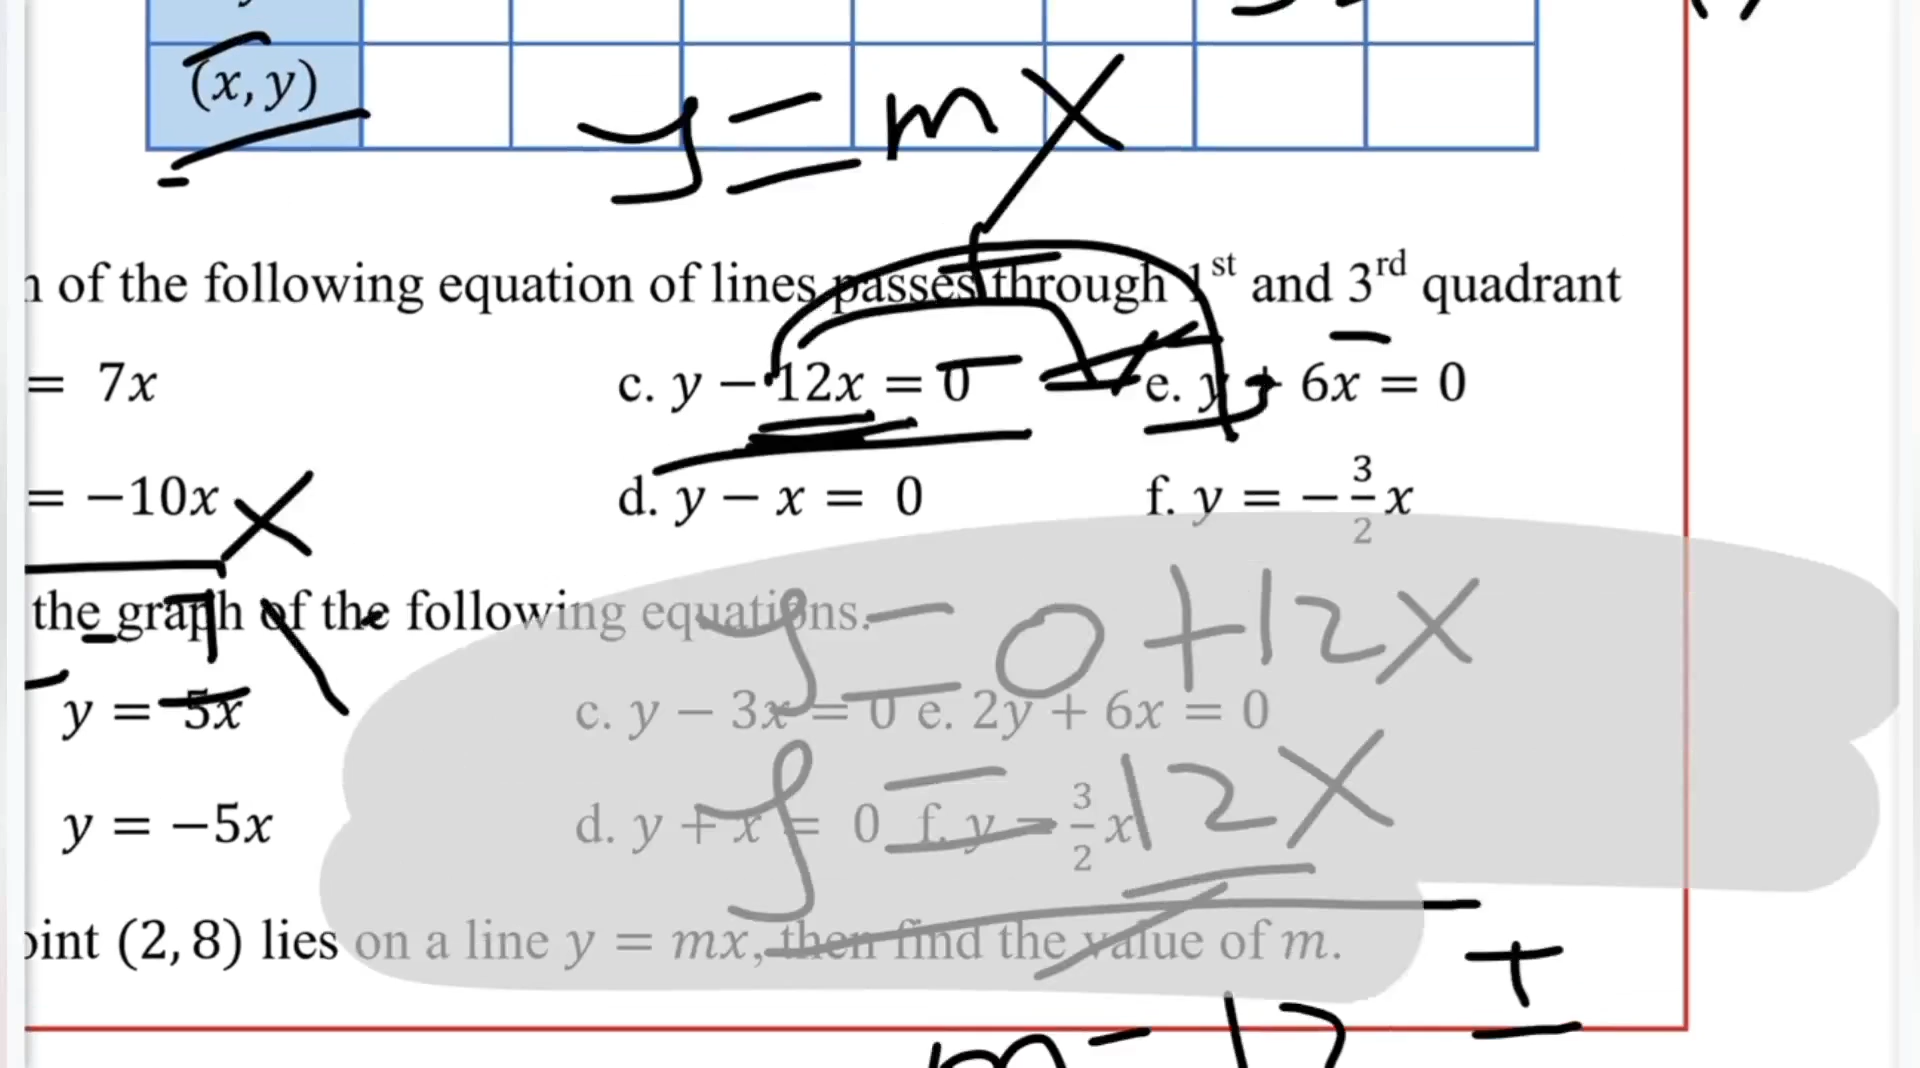 (x, y)
y = mx
of the following equation of lines passes through 1st and 3rd quadrant
= 7x
c. y − 12x = 0
e. y + 6x = 0
= −10x
d. y − x = 0
f. y = −3/2 x
the graph of the following equations.
y = 0 + 12x
y = 5x
c. y − 3x = 0 e. 2y + 6x = 0
y = 12x
y = −5x
d. y + x = 0 f. y = 3/2 x
(2, 8) lies on a line y = mx, then find the value of m.
+